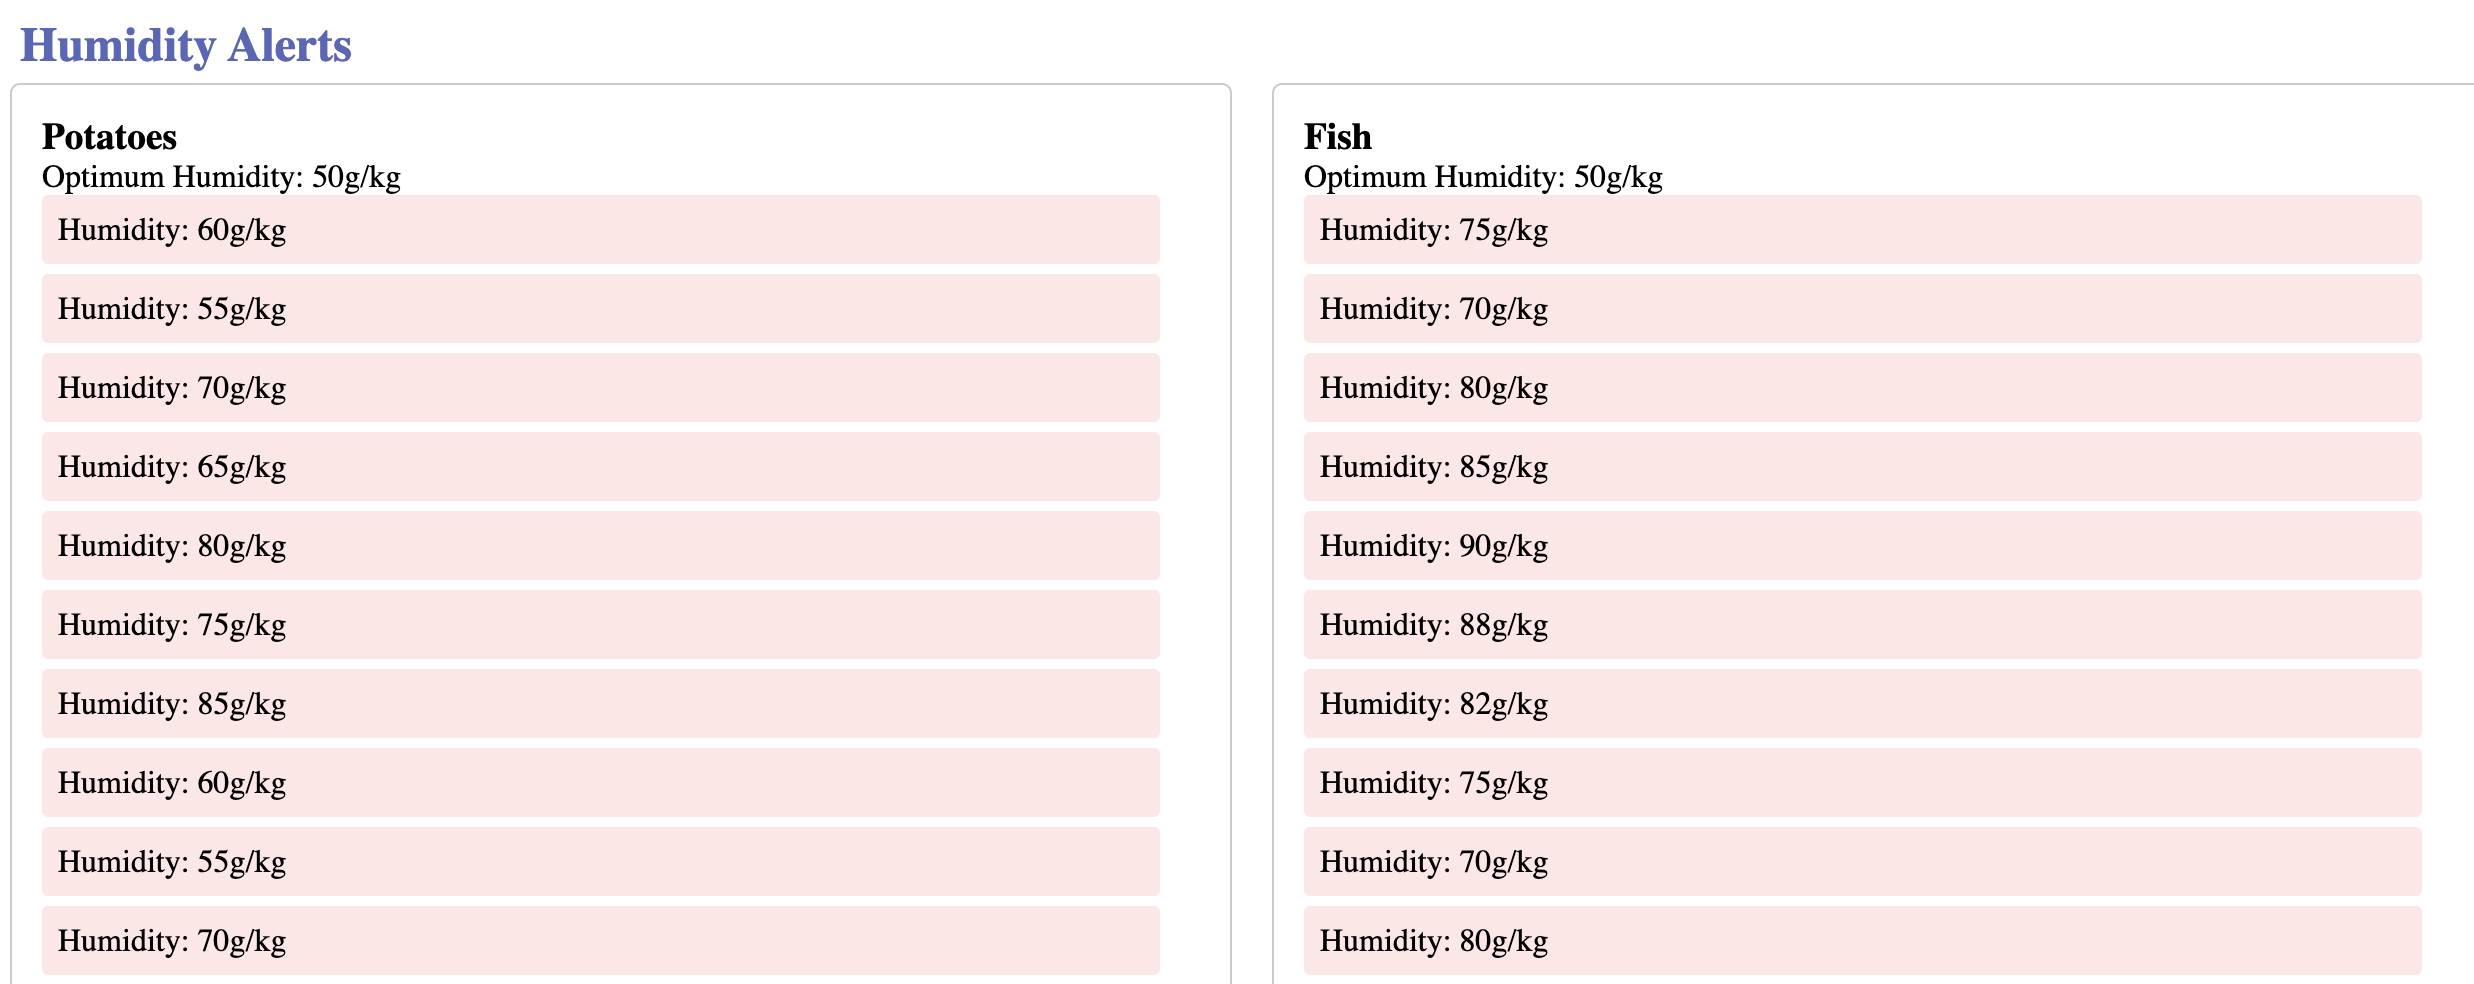 Humidity Alerts
Potatoes
Optimum Humidity: 50g/kg
Humidity: 60g/kg
Humidity: 55g/kg
Humidity: 70g/kg
Humidity: 65g/kg
Humidity: 80g/kg
Humidity: 75g/kg
Humidity: 85g/kg
Humidity: 60g/kg
Humidity: 55g/kg
Humidity: 70g/kg
Fish
Optimum Humidity: 50g/kg
Humidity: 75g/kg
Humidity: 70g/kg
Humidity: 80g/kg
Humidity: 85g/kg
Humidity: 90g/kg
Humidity: 88g/kg
Humidity: 82g/kg
Humidity: 75g/kg
Humidity: 70g/kg
Humidity: 80g/kg